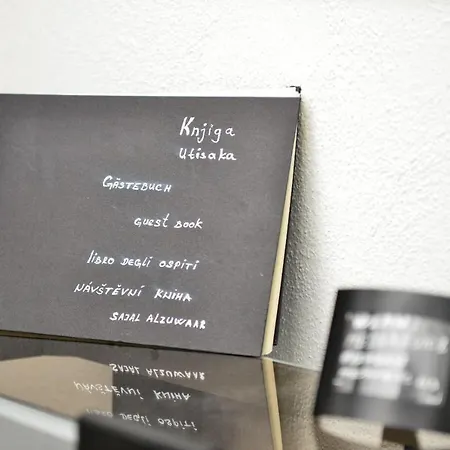 Knjiga
Utisaka
GÄSTEBUCH
GUEST BOOK
LIBRO DEGLI OSPITI
NÁVŠTĚVNÍ KNIHA
SAJAL ALZUWAAR